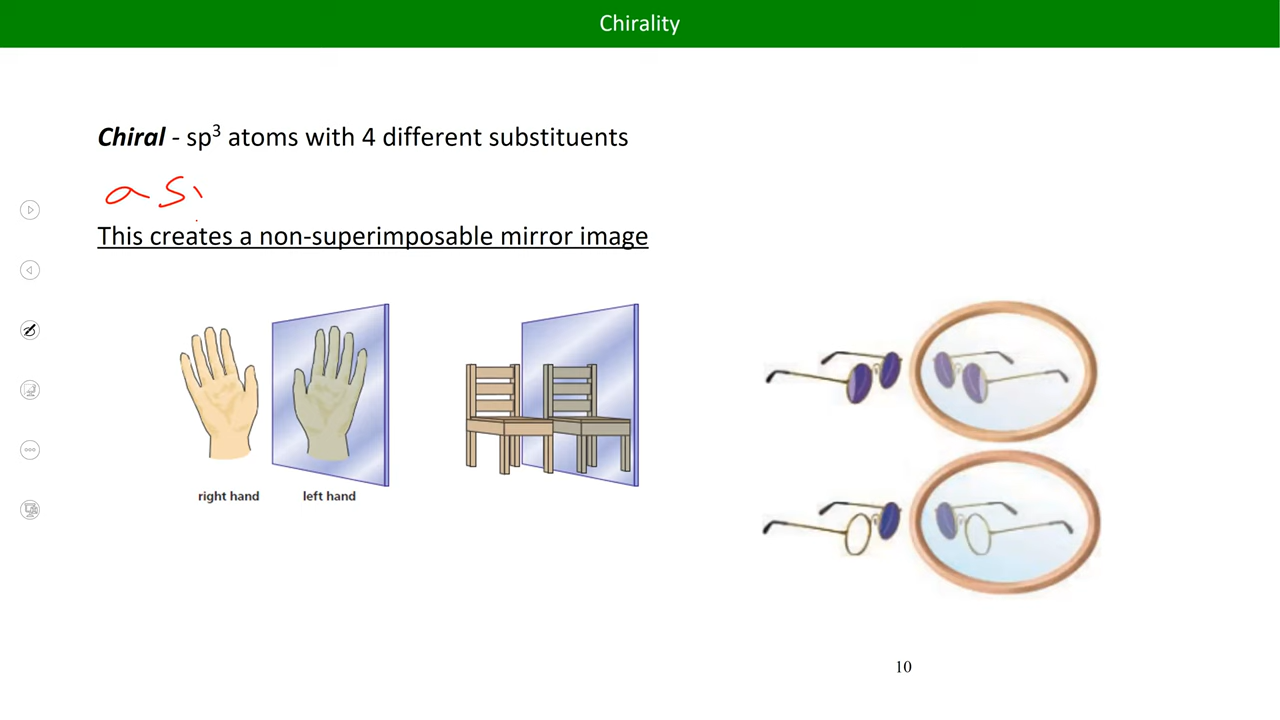 Chirality
Chiral - sp³ atoms with 4 different substituents
This creates a non-superimposable mirror image
right hand left hand
10